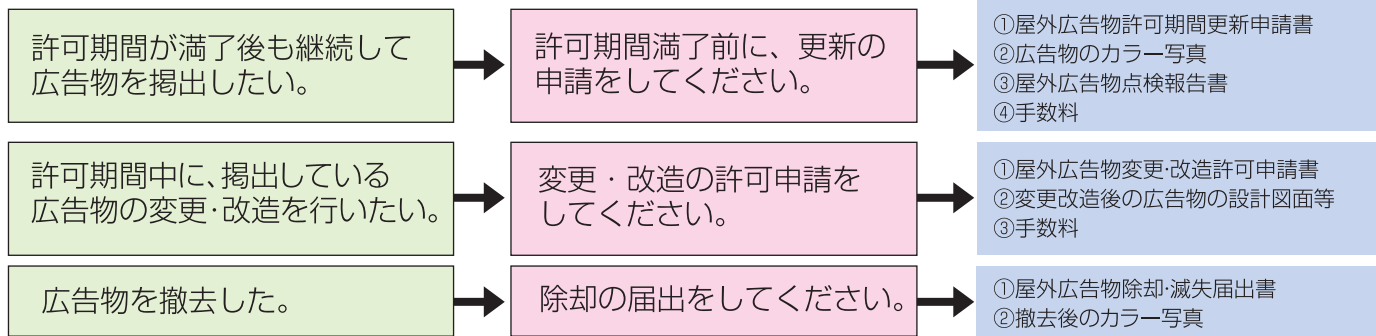 許可期間が満了後も継続して
広告物を掲出したい。
許可期間満了前に、更新の
申請をしてください。
①屋外広告物許可期間更新申請書
②広告物のカラー写真
③屋外広告物点検報告書
④手数料
許可期間中に、掲出している
広告物の変更・改造を行いたい。
変更・改造の許可申請を
してください。
①屋外広告物変更・改造許可申請書
②変更改造後の広告物の設計図面等
③手数料
広告物を撤去した。
除却の届出をしてください。
①屋外広告物除却・滅失届出書
②撤去後のカラー写真